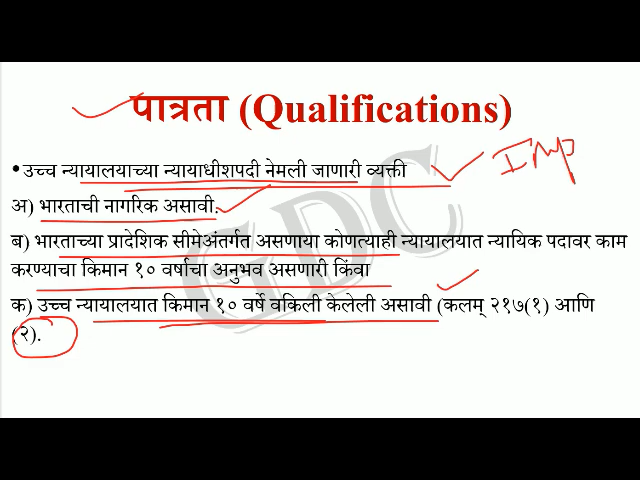 पात्रता (Qualifications)
Imp
•उच्च न्यायालयाच्या न्यायाधीशपदी नेमली जाणारी व्यक्ती
अ) भारताची नागरिक असावी.
ब) भारताच्या प्रादेशिक सीमेअंतर्गत असणाया कोणत्याही न्यायालयात न्यायिक पदावर काम
करण्याचा किमान १० वर्षाचा अनुभव असणारी किंवा
क) उच्च न्यायालयात किमान १० वर्षे वकिली केलेली असावी (कलम् २१७(१) आणि
(२).
GDC